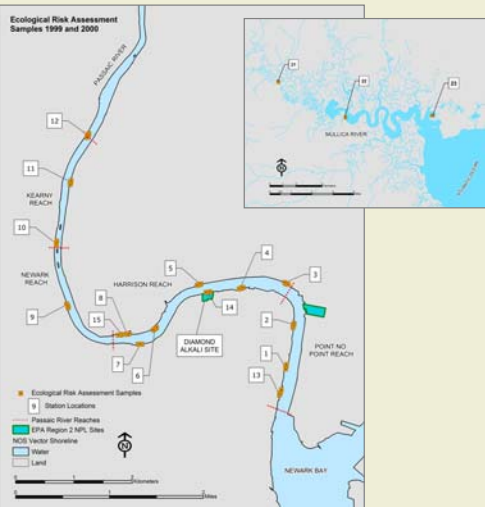 Ecological Risk Assessment
Samples 1999 and 2000
PASSAIC RIVER
12
11
KEARNY
REACH
10
NEWARK
REACH
9
HARRISON REACH
5
4
3
14
8
15
7
6
DIAMOND
ALKALI SITE
2
POINT NO
POINT REACH
1
13
NEWARK BAY
Ecological Risk Assessment Samples
9 Station Locations
Passaic River Reaches
EPA Region 2 NPL Sites
NOS Vector Shoreline
Water
Land
N
Kilometers
Miles
21
22
23
MULLICA RIVER